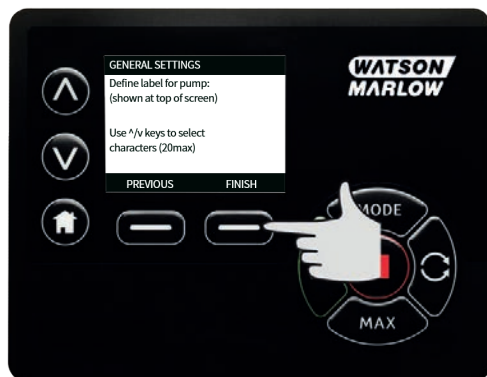 GENERAL SETTINGS
WATSON
MARLOW
Define label for pump:
(shown at top of screen)
Use ^/v keys to select
characters (20max)
PREVIOUS FINISH
MODE
MAX